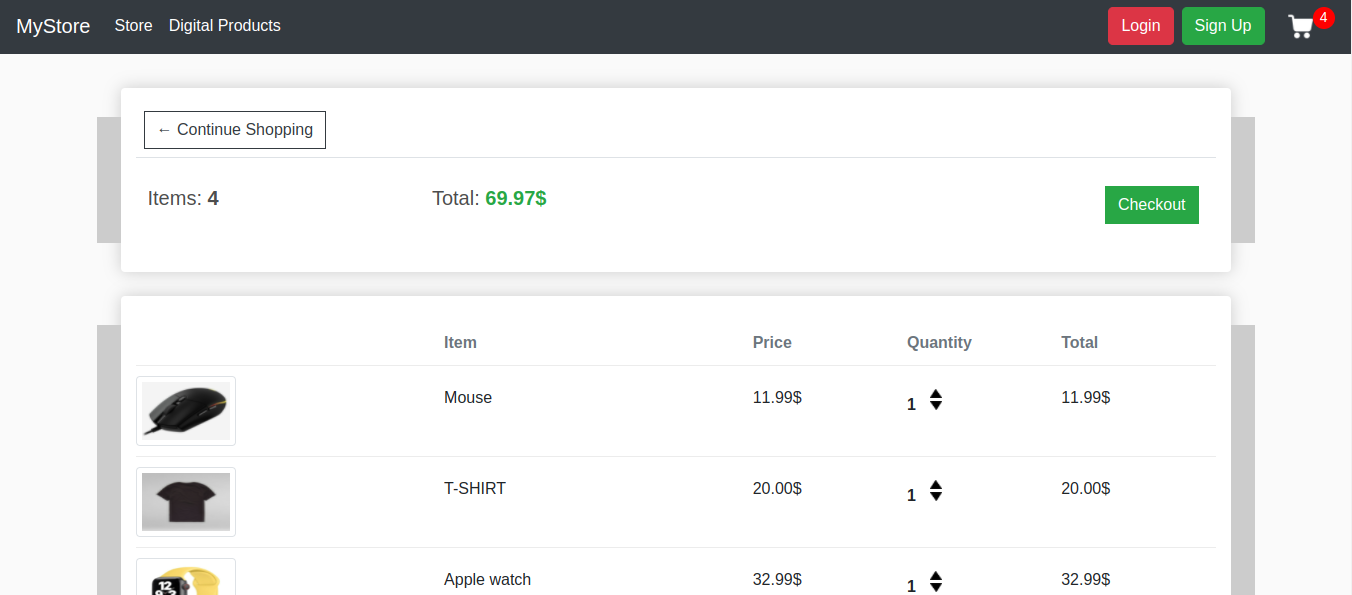 MyStore Store Digital Products Login Sign Up 4
← Continue Shopping
Items: 4 Total: 69.97$ Checkout
Item Price Quantity Total
Mouse 11.99$ 1 11.99$
T-SHIRT 20.00$ 1 20.00$
Apple watch 32.99$ 1 32.99$
12